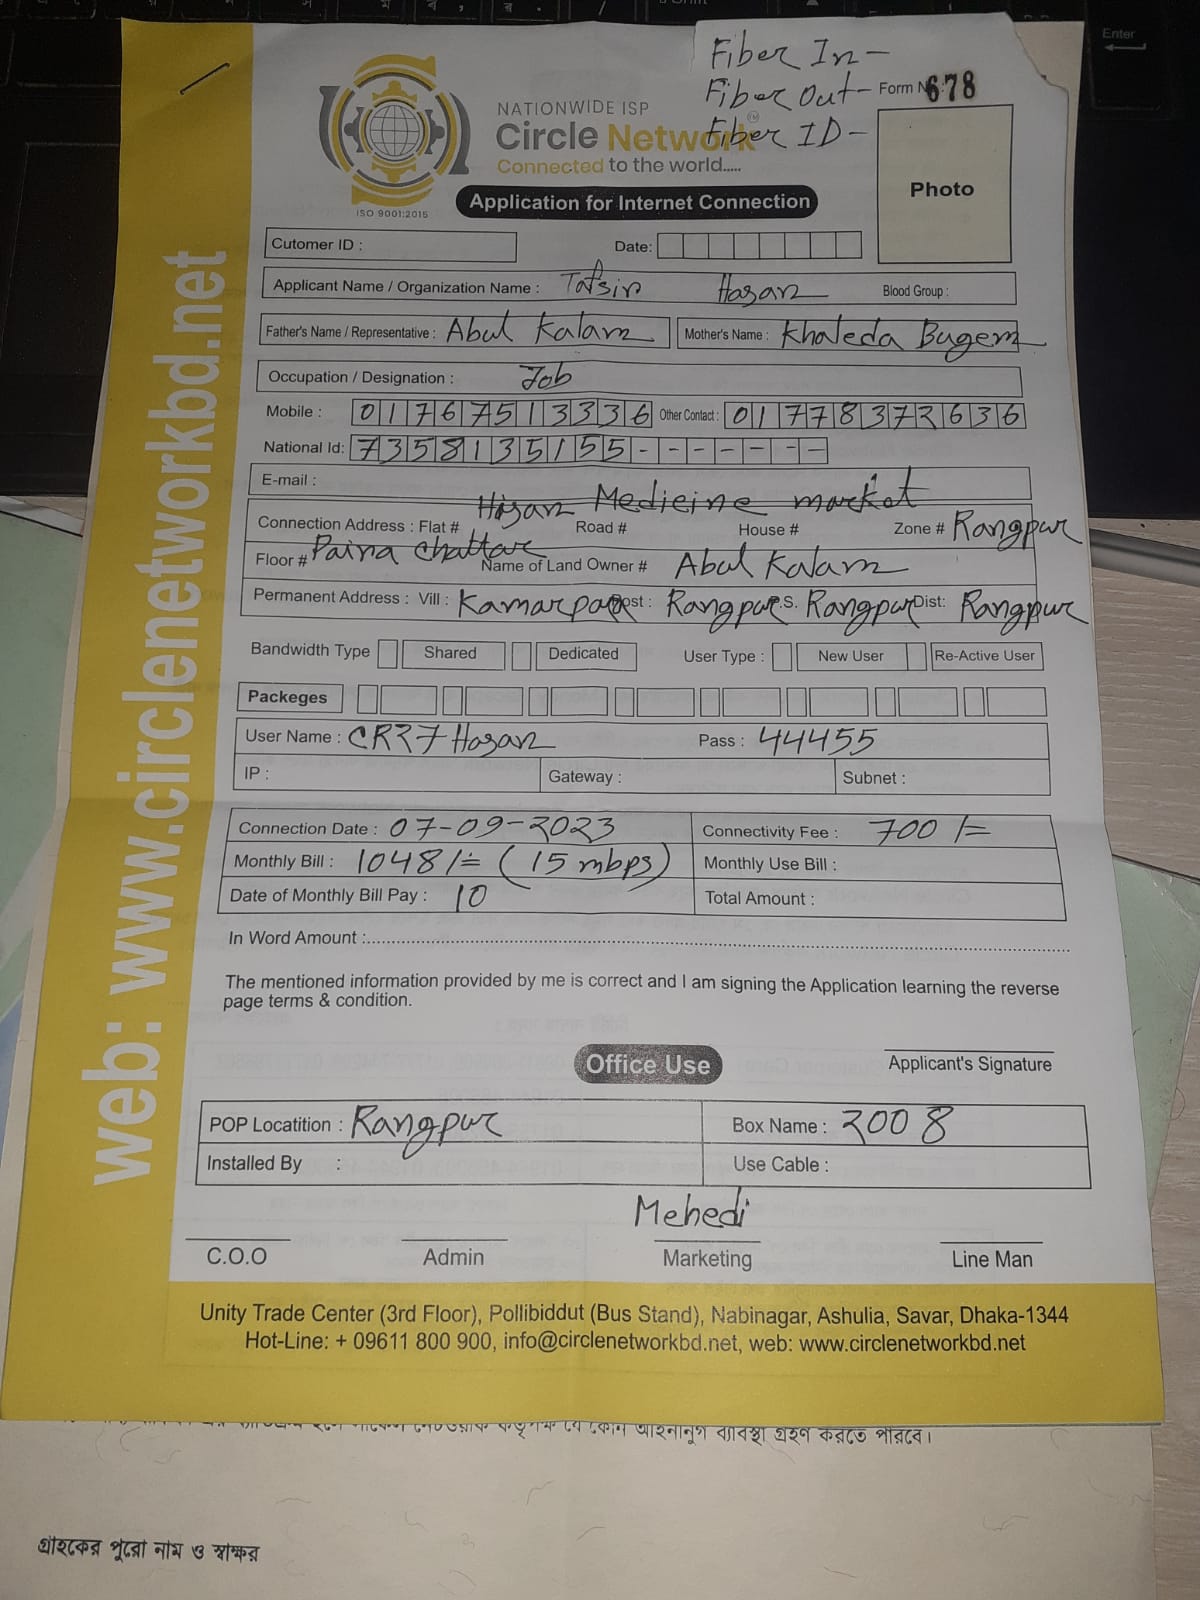 Fiber In -
Fiber Out -
Fiber ID -
Form No 678
NATIONWIDE ISP
Circle Network
TM
Connected to the world.....
ISO 9001:2015
Photo
Application for Internet Connection
Cutomer ID :
Date:
Applicant Name / Organization Name : Tafsin Hasan Blood Group :
Father's Name / Representative : Abul Kalam Mother's Name : Khaleda Bugem
Occupation / Designation : Job
Mobile : 01767513336 Other Contact : 01778372636
National Id: 7358135155-------
E-mail :
Hasan Medicine market
Connection Address : Flat # Road # House # Zone # Rangpur
Floor # Paira Chattar Name of Land Owner # Abul Kalam
Permanent Address : Vill : Kamarpara Post : Rangpur P.S. Rangpur Dist: Rangpur
Bandwidth Type Shared Dedicated User Type : New User Re-Active User
Packeges
User Name : CR27Hasan Pass : 44455
IP : Gateway : Subnet :
Connection Date : 07-09-2023 Connectivity Fee : 700/=
Monthly Bill : 1048/= (15 mbps) Monthly Use Bill :
Date of Monthly Bill Pay : 10 Total Amount :
In Word Amount :
The mentioned information provided by me is correct and I am signing the Application learning the reverse
page terms & condition.
Office Use
Applicant's Signature
POP Locatition : Rangpur Box Name : 2008
Installed By : Use Cable :
Mehedi
C.O.O Admin Marketing Line Man
Unity Trade Center (3rd Floor), Pollibiddut (Bus Stand), Nabinagar, Ashulia, Savar, Dhaka-1344
Hot-Line: + 09611 800 900, info@circlenetworkbd.net, web: www.circlenetworkbd.net
web: www.circlenetworkbd.net
কর্তৃপক্ষ যে কোন আইনানুগ ব্যাবস্থা গ্রহণ করতে পারবে।
গ্রাহকের পুরো নাম ও স্বাক্ষর
Enter